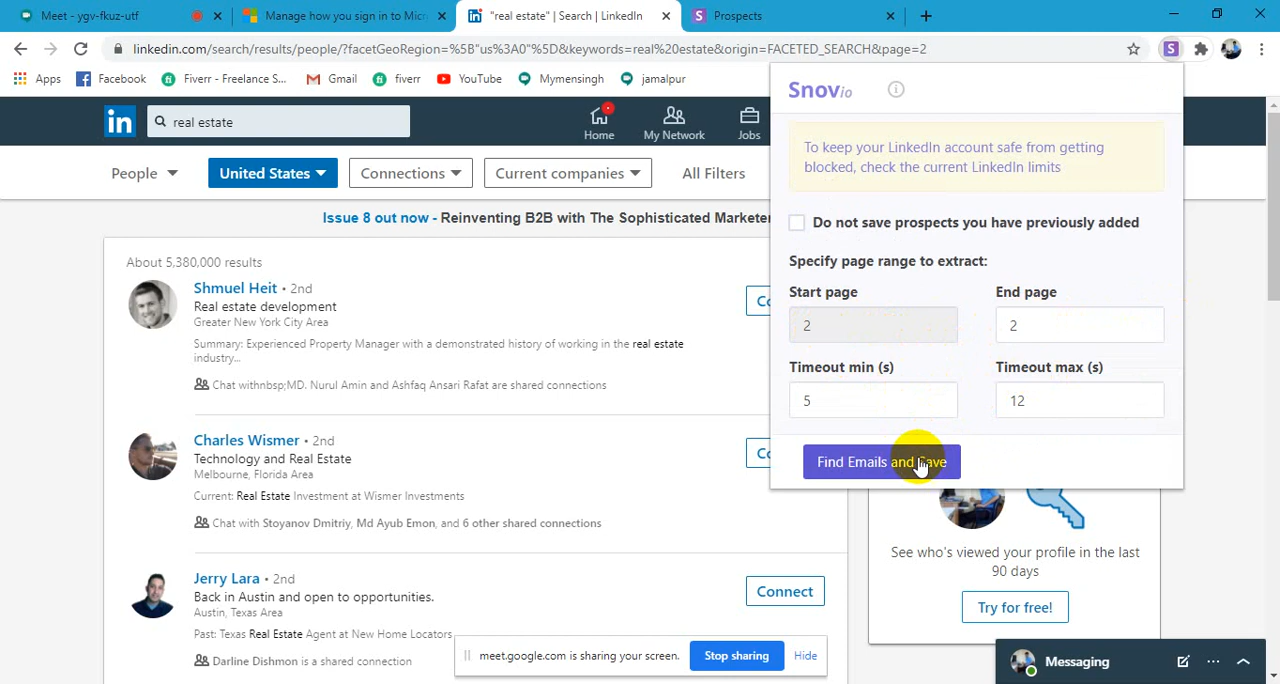 Meet - ygv-fkuz-utf
Manage how you sign in to Micr
"real estate" | Search | LinkedIn
S Prospects
linkedin.com/search/results/people/?facetGeoRegion=%5B"us%3A0"%5D&keywords=real%20estate&origin=FACETED_SEARCH&page=2
Apps Facebook Fiverr - Freelance S... Gmail fiverr YouTube Mymensingh jamalpur
in real estate
Home My Network Jobs
People United States Connections Current companies All Filters
Issue 8 out now - Reinventing B2B with The Sophisticated Marketer
About 5,380,000 results
Shmuel Heit • 2nd
Real estate development
Greater New York City Area
Summary: Experienced Property Manager with a demonstrated history of working in the real estate
industry...
Chat withnbsp;MD. Nurul Amin and Ashfaq Ansari Rafat are shared connections
Charles Wismer • 2nd
Technology and Real Estate
Melbourne, Florida Area
Current: Real Estate Investment at Wismer Investments
Chat with Stoyanov Dmitriy, Md Ayub Emon, and 6 other shared connections
Jerry Lara • 2nd
Back in Austin and open to opportunities.
Austin, Texas Area
Past: Texas Real Estate Agent at New Home Locators
Darline Dishmon is a shared connection
Co
Co
Connect
Snovio
To keep your LinkedIn account safe from getting
blocked, check the current LinkedIn limits
Do not save prospects you have previously added
Specify page range to extract:
Start page End page
2 2
Timeout min (s) Timeout max (s)
5 12
Find Emails and Save
See who's viewed your profile in the last
90 days
Try for free!
meet.google.com is sharing your screen. Stop sharing Hide
Messaging